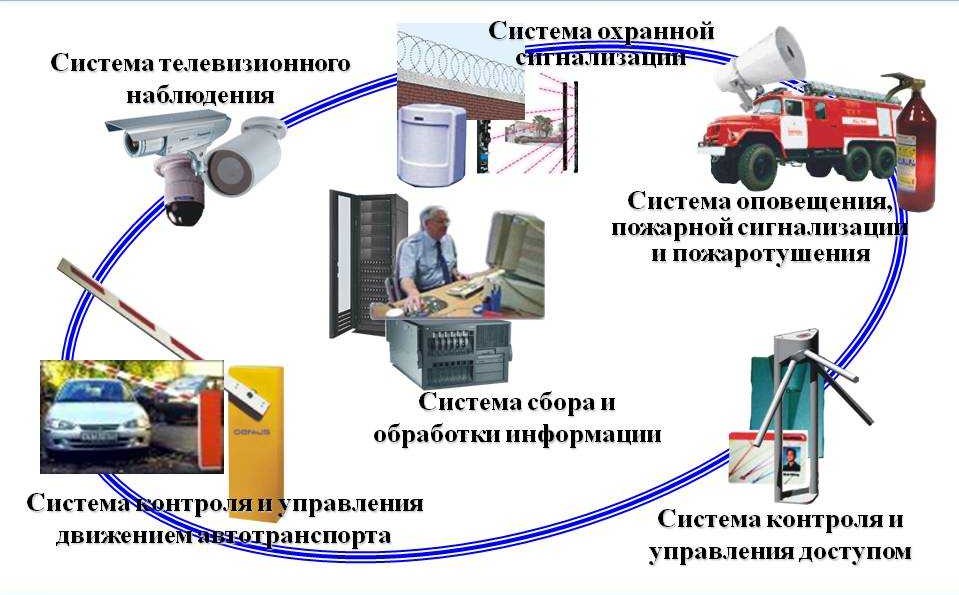 Система охранной
сигнализации
Система телевизионного
наблюдения
Система оповещения,
пожарной сигнализации
и пожаротушения
Система сбора и
обработки информации
GENIUS
Система контроля и управления
движением автотранспорта
Система контроля и
управления доступом